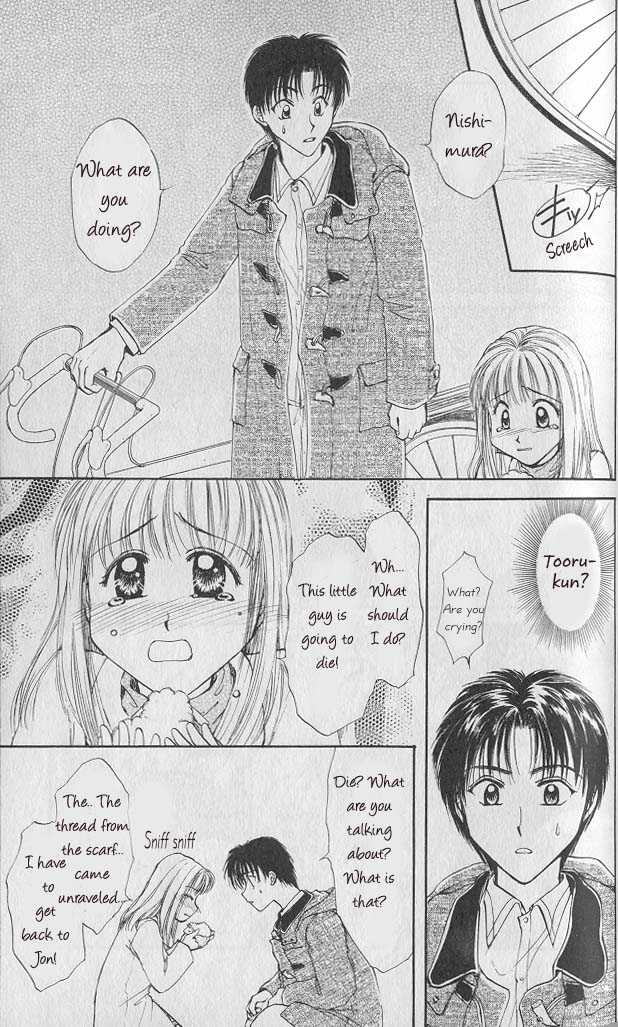 キィッ
Screech
Nishi-
mura?
What are
you
doing?
Tooru-
kun?
What?
Are you
crying?
Wh...
What
should
I do?
This little
guy is
going to
die!
Die? What
are you
talking
about?
What is
that?
Sniff sniff
The.. The
thread from
the scarf...
came
unraveled...
I have
to
get
back to
Jon!